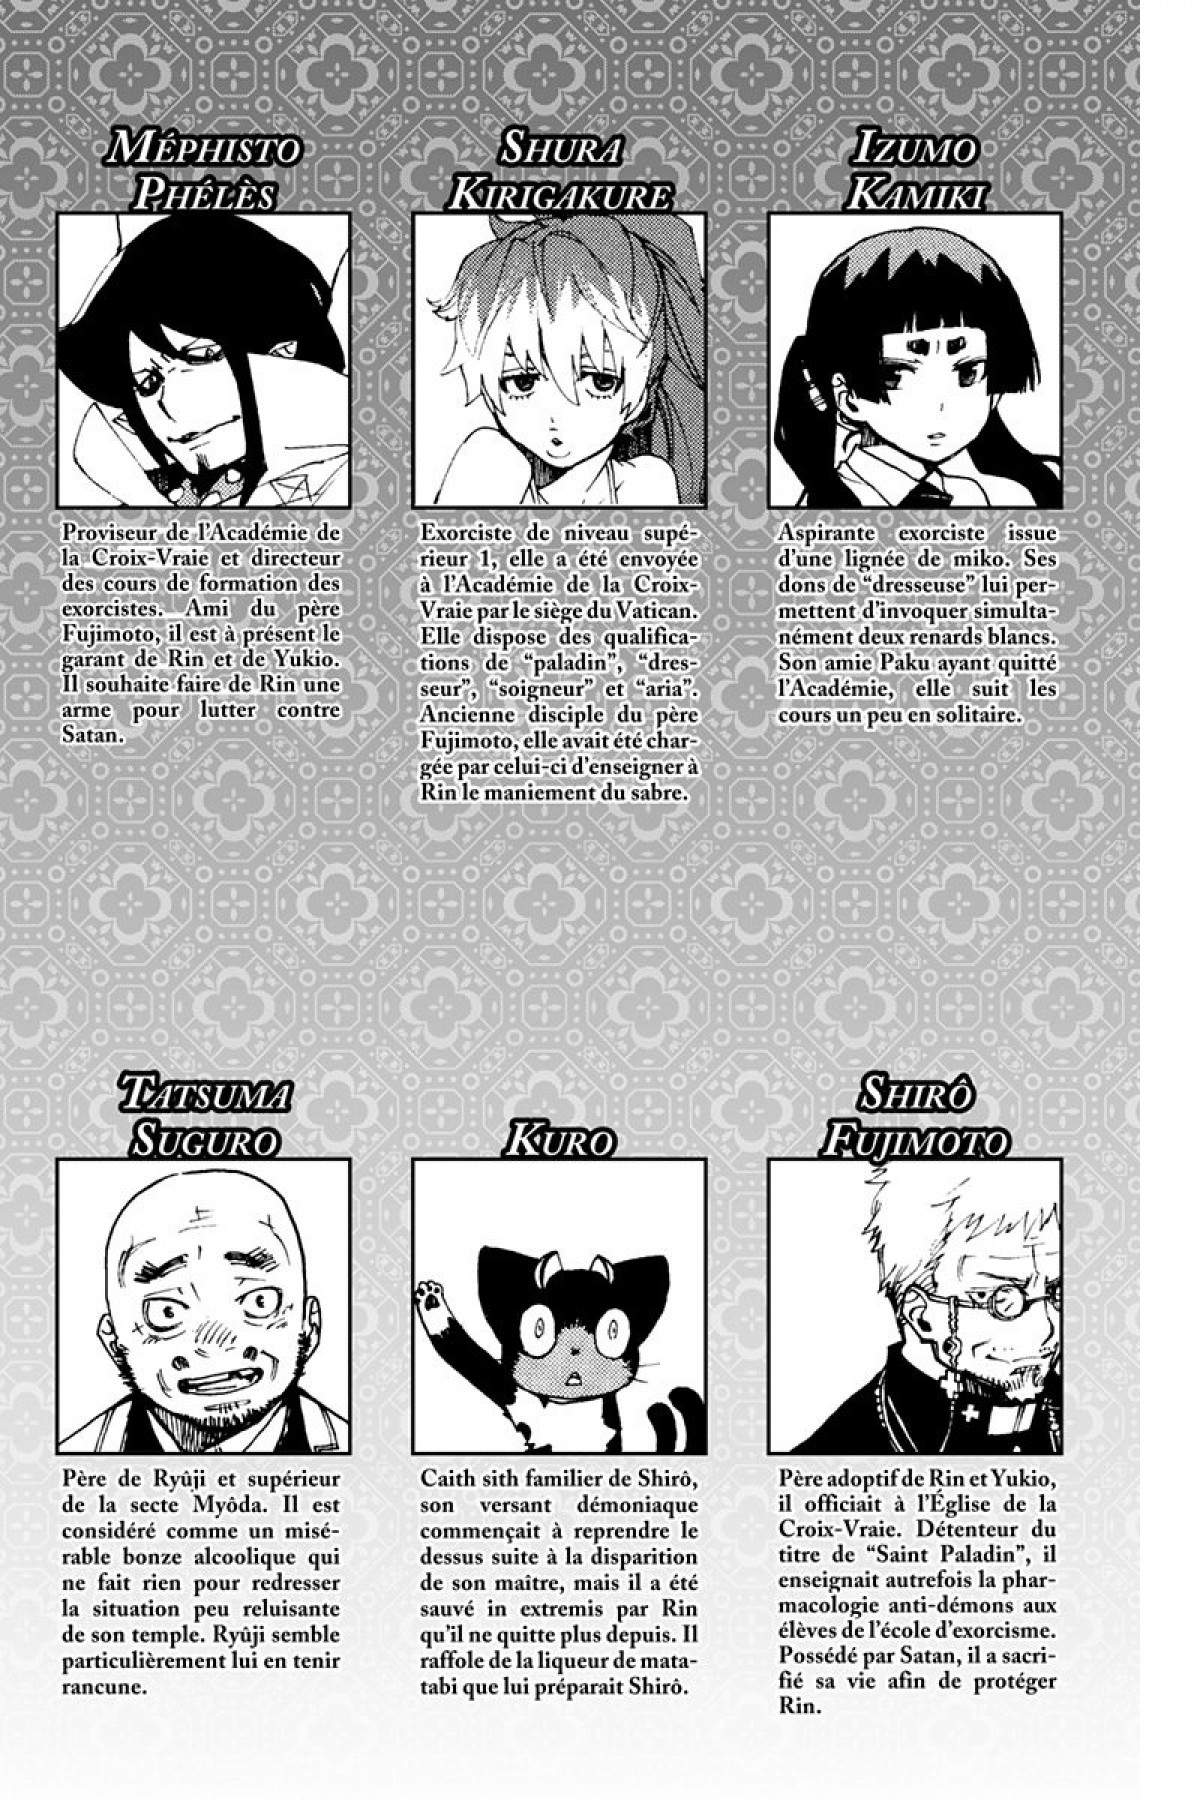 MÉPHISTO
PHÉLÈS
Proviseur de l'Académie de
la Croix-Vraie et directeur
des cours de formation des
exorcistes. Ami du père
Fujimoto, il est à présent le
garant de Rin et de Yukio.
Il souhaite faire de Rin une
arme pour lutter contre
Satan.
SHURA
KIRIGAKURE
Exorciste de niveau supé-
rieur 1, elle a été envoyée
à l'Académie de la Croix-
Vraie par le siège du Vatican.
Elle dispose des qualifica-
tions de “paladin”, “dres-
seur”, “soigneur” et “aria”.
Ancienne disciple du père
Fujimoto, elle avait été char-
gée par celui-ci d'enseigner à
Rin le maniement du sabre.
IZUMO
KAMIKI
Aspirante exorciste issue
d'une lignée de miko. Ses
dons de “dresseuse” lui per-
mettent d'invoquer simulta-
nément deux renards blancs.
Son amie Paku ayant quitté
l'Académie, elle suit les
cours un peu en solitaire.
TATSUMA
SUGURO
Père de Ryûji et supérieur
de la secte Myôda. Il est
considéré comme un misé-
rable bonze alcoolique qui
ne fait rien pour redresser
la situation peu reluisante
de son temple. Ryûji semble
particulièrement lui en tenir
rancune.
KURO
Caith sith familier de Shirô,
son versant démoniaque
commençait à reprendre le
dessus suite à la disparition
de son maître, mais il a été
sauvé in extremis par Rin
qu'il ne quitte plus depuis. Il
raffole de la liqueur de mata-
tabi que lui préparait Shirô.
SHIRÔ
FUJIMOTO
Père adoptif de Rin et Yukio,
il officiait à l'Église de la
Croix-Vraie. Détenteur du
titre de “Saint Paladin”, il
enseignait autrefois la phar-
macologie anti-démons aux
élèves de l'école d'exorcisme.
Possédé par Satan, il a sacri-
fié sa vie afin de protéger
Rin.